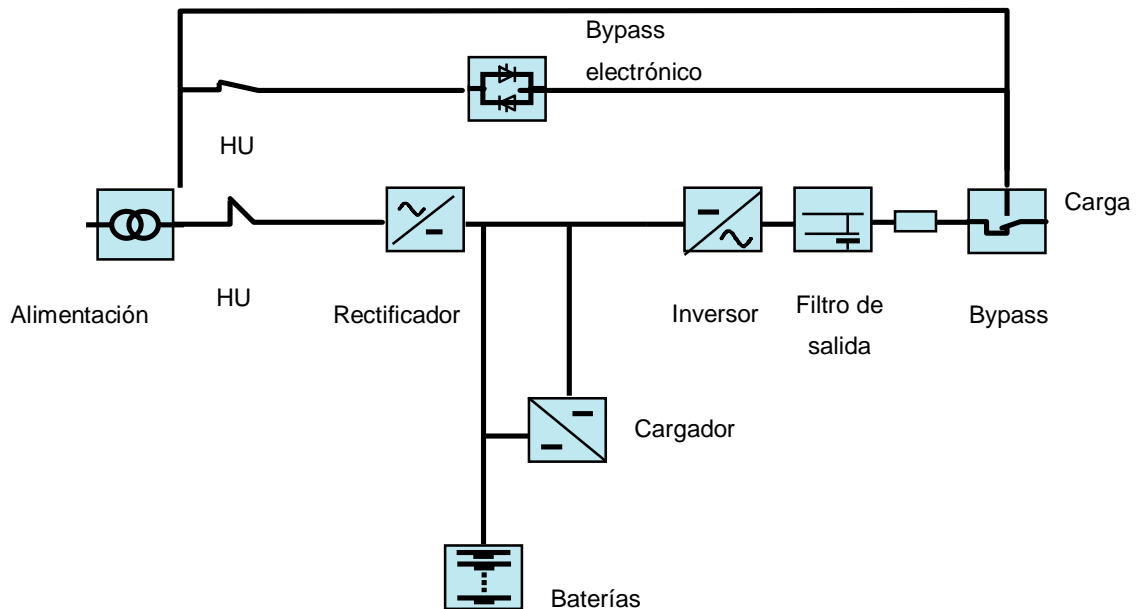 Bypass
electrónico
HU
Carga
HU
Alimentación
Rectificador
Inversor
Filtro de
salida
Bypass
Cargador
Baterías